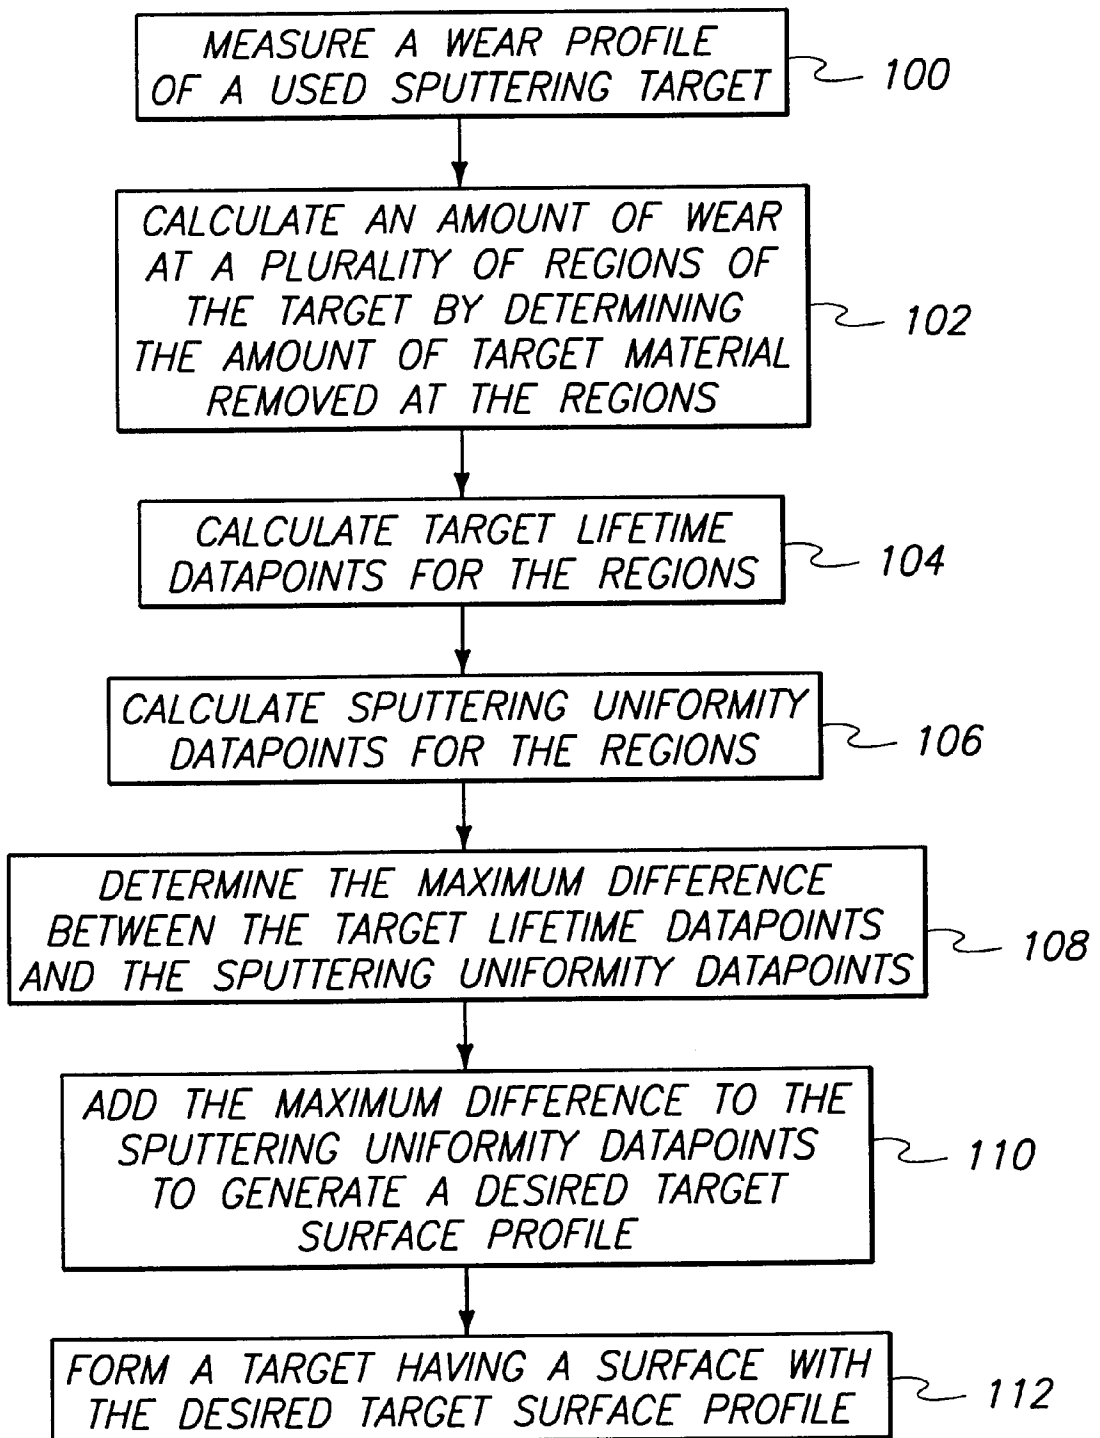 MEASURE A WEAR PROFILE
OF A USED SPUTTERING TARGET
100
CALCULATE AN AMOUNT OF WEAR
AT A PLURALITY OF REGIONS OF
THE TARGET BY DETERMINING
THE AMOUNT OF TARGET MATERIAL
REMOVED AT THE REGIONS
102
CALCULATE TARGET LIFETIME
DATAPOINTS FOR THE REGIONS
104
CALCULATE SPUTTERING UNIFORMITY
DATAPOINTS FOR THE REGIONS
106
DETERMINE THE MAXIMUM DIFFERENCE
BETWEEN THE TARGET LIFETIME DATAPOINTS
AND THE SPUTTERING UNIFORMITY DATAPOINTS
108
ADD THE MAXIMUM DIFFERENCE TO THE
SPUTTERING UNIFORMITY DATAPOINTS
TO GENERATE A DESIRED TARGET
SURFACE PROFILE
110
FORM A TARGET HAVING A SURFACE WITH
THE DESIRED TARGET SURFACE PROFILE
112